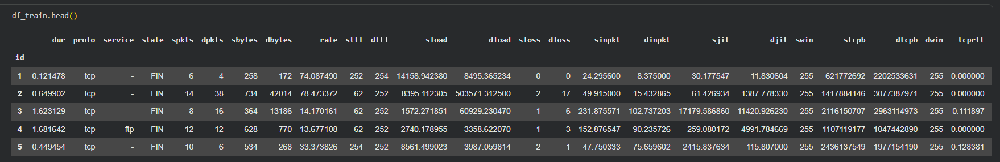 df_train.head()
dur proto service state spkts dpkts sbytes dbytes rate sttl dttl sload dload sloss dloss sinpkt dinpkt sjit djit swin stcpb dtcpb dwin tcprtt
id
1 0.121478 tcp - FIN 6 4 258 172 74.087490 252 254 14158.942380 8495.365234 0 0 24.295600 8.375000 30.177547 11.830604 255 621772692 2202533631 255 0.000000
2 0.649902 tcp - FIN 14 38 734 42014 78.473372 62 252 8395.112305 503571.312500 2 17 49.915000 15.432865 61.426934 1387.778330 255 1417884146 3077387971 255 0.000000
3 1.623129 tcp - FIN 8 16 364 13186 14.170161 62 252 1572.271851 60929.230470 1 6 231.875571 102.737203 17179.586860 11420.926230 255 2116150707 2963114973 255 0.111897
4 1.681642 tcp ftp FIN 12 12 628 770 13.677108 62 252 2740.178955 3358.622070 1 3 152.876547 90.235726 259.080172 4991.784669 255 1107119177 1047442890 255 0.000000
5 0.449454 tcp - FIN 10 6 534 268 33.373826 254 252 8561.499023 3987.059814 2 1 47.750333 75.659602 2415.837634 115.807000 255 2436137549 1977154190 255 0.128381